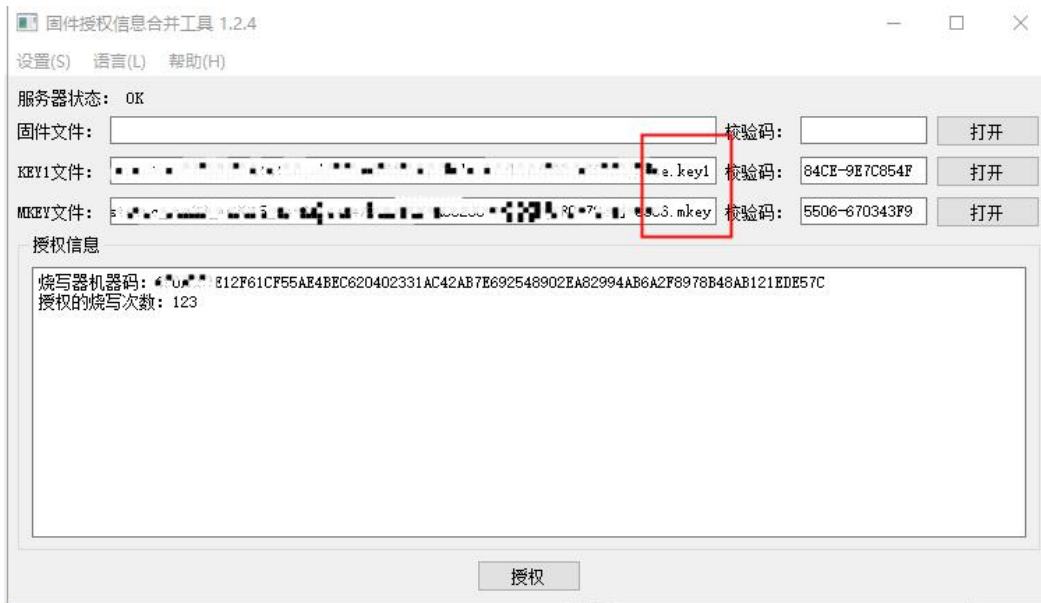 固件授权信息合并工具 1.2.4
设置(S) 语言(L) 帮助(H)
服务器状态: OK
固件文件: 校验码: 打开
KEY1文件: e.key1 校验码: 84CE-9E7C854F 打开
MKEY文件: .mkey 校验码: 5506-670343F9 打开
授权信息
烧写器机器码: E12F61CF55AE4BEC620402331AC42AB7E692548902EA82994AB6A2F8978B48AB121EDE57C
授权的烧写次数: 123
授权